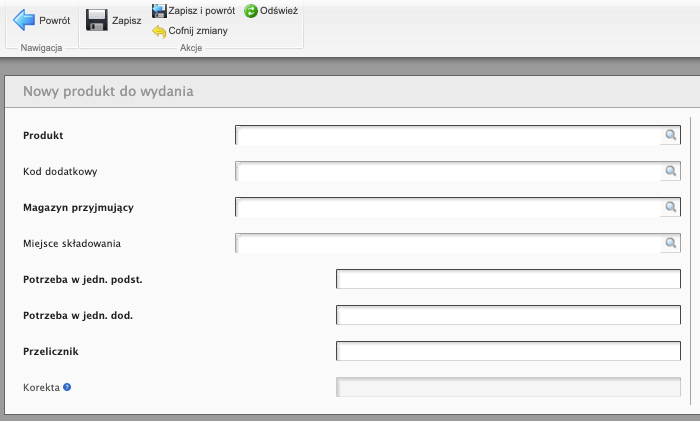 Powrót
Zapisz
Zapisz i powrót
Odśwież
Cofnij zmiany
Nawigacja
Akcje
Nowy produkt do wydania
Produkt
Kod dodatkowy
Magazyn przyjmujący
Miejsce składowania
Potrzeba w jedn. podst.
Potrzeba w jedn. dod.
Przelicznik
Korekta ?